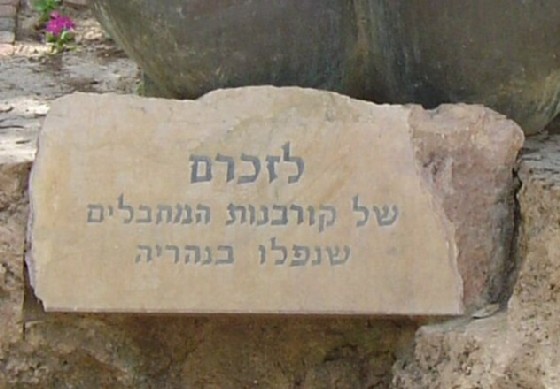 לזכרם
של קורבנות המחבלים
שנפלו בנהריה